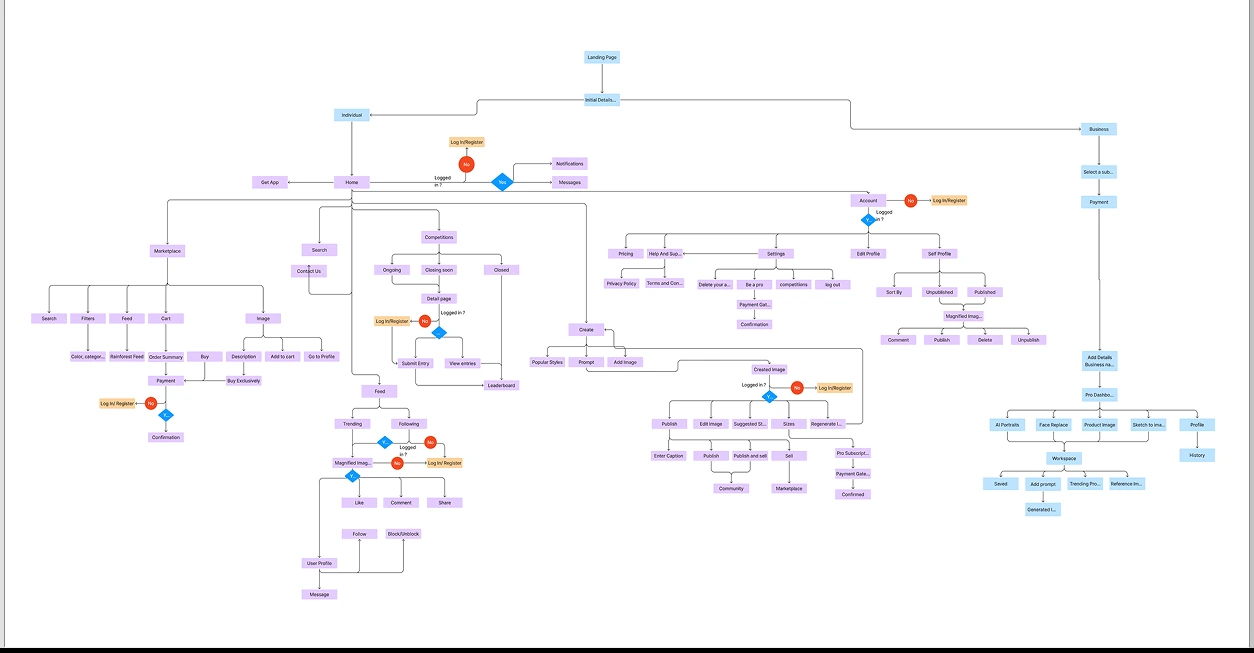 Landing Page
Initial Details...
Individual
Business
Log In/Register
No
Notifications
Get App
Home
Logged
in ?
Yes
Messages
Select a sub...
Account
No
Log In/Register
Payment
Logged
in ?
Y...
Marketplace
Search
Competitions
Pricing
Help And Sup...
Settings
Edit Profile
Self Profile
Contact Us
Ongoing
Closing soon
Closed
Privacy Policy
Terms and Con...
Delete your a...
Be a pro
competitions
log out
Sort By
Unpublished
Published
Detail page
Payment Gat...
Logged in ?
Search
Filters
Feed
Cart
Image
Log In/Register
No
...
Confirmation
Magnified Imag...
Create
Comment
Publish
Delete
Unpublish
Color, categor...
Rainforest Feed
Order Summary
Buy
Description
Add to cart
Go to Profile
Submit Entry
View entries
Popular Styles
Prompt
Add Image
Add Details
Business na...
Payment
Buy Exclusively
Leaderboard
Created Image
Feed
Logged in ?
No
Log In/Register
Pro Dashbo...
Log In/ Register
No
Y...
Y...
Confirmation
Trending
Following
Publish
Edit Image
Suggested St...
Sizes
Regenerate I...
AI Portraits
Face Replace
Product Image
Sketch to ima...
Profile
Y...
No
Logged
in ?
Magnified Imag...
No
Log In/ Register
Enter Caption
Publish
Publish and sell
Sell
Pro Subscript...
Workspace
History
Y...
Payment Gate...
Saved
Add prompt
Trending Pro...
Reference Im...
Like
Comment
Share
Community
Marketplace
Confirmed
Generated I...
Follow
Block/Unblock
User Profile
Message